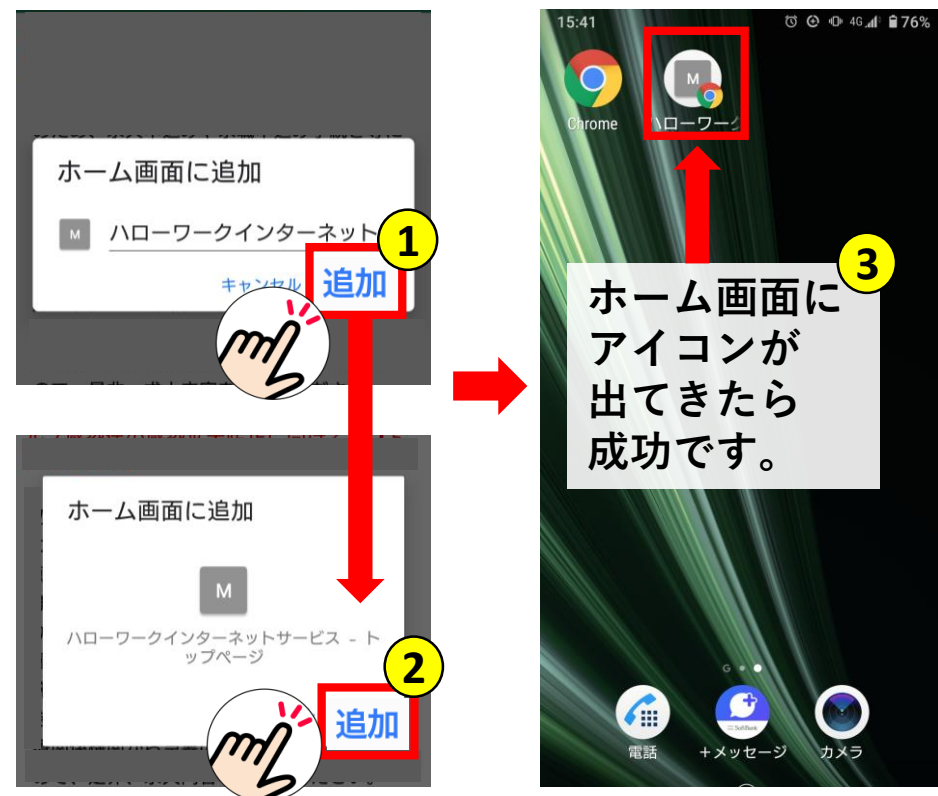 ホーム画面に追加
M
ハローワークインターネット
1
キャンセル
追加
ホーム画面に追加
M
ハローワークインターネットサービス - ト
ップページ
2
追加
15:41
4G
76%
M
Chrome
ハローワーク
3
ホーム画面に
アイコンが
出てきたら
成功です。
G
SoftBank
電話
+メッセージ
カメラ